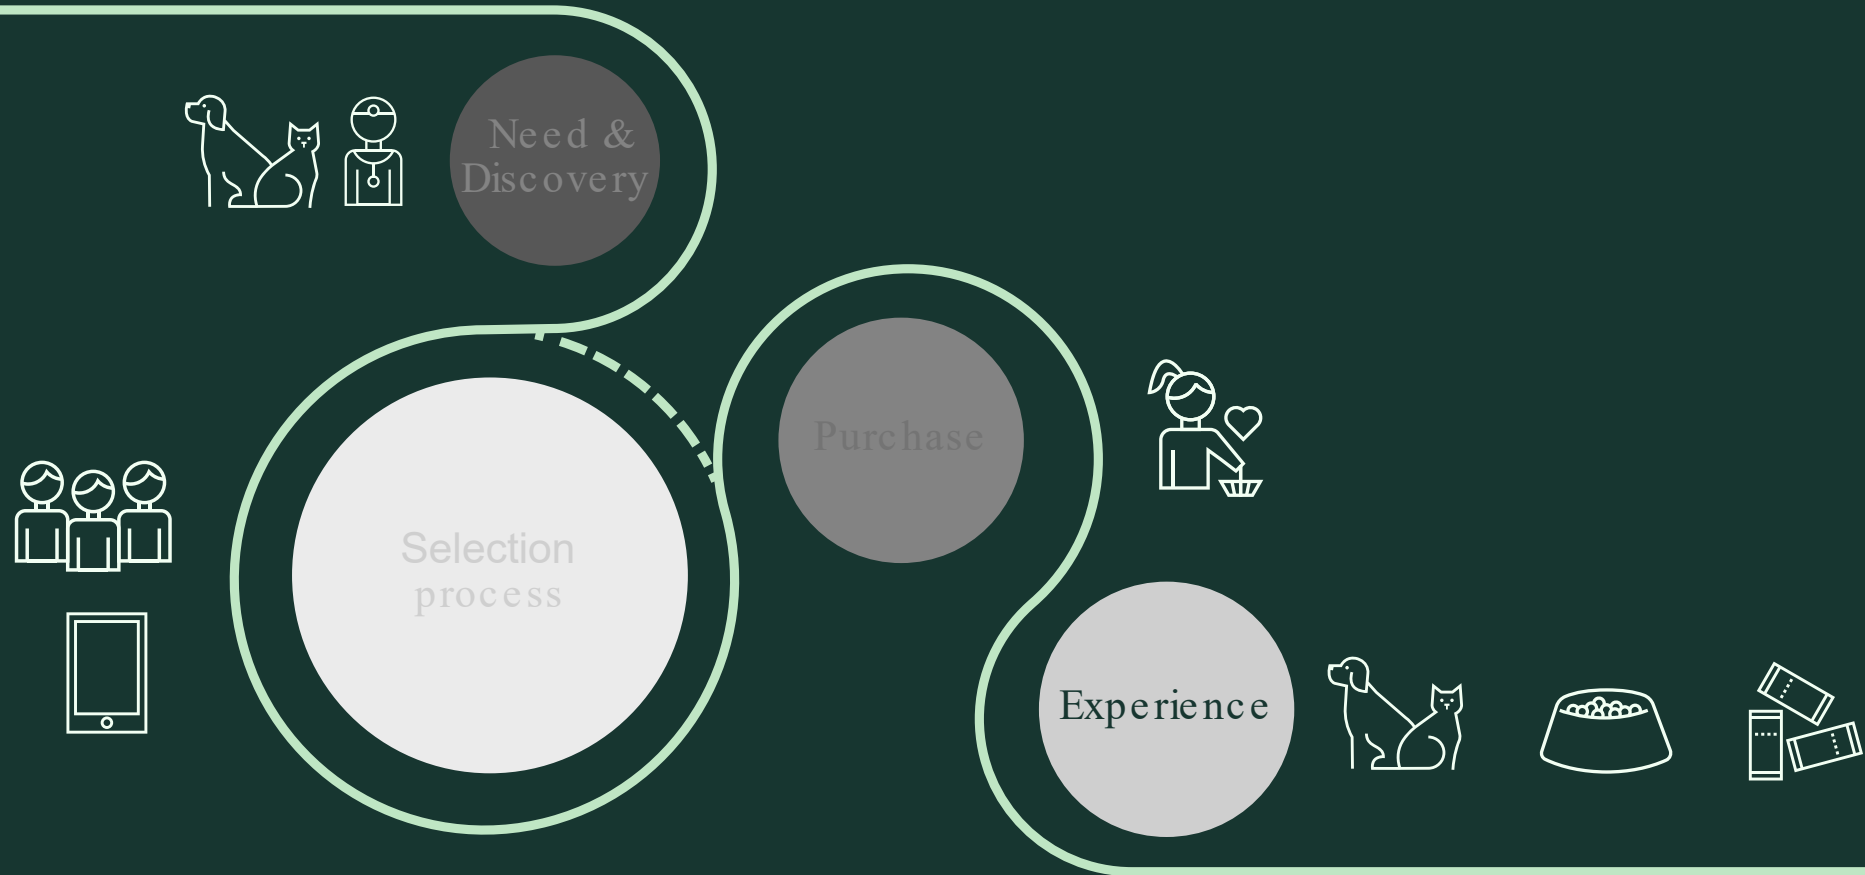 Need &
Discovery
Purchase
Selection
process
Experience